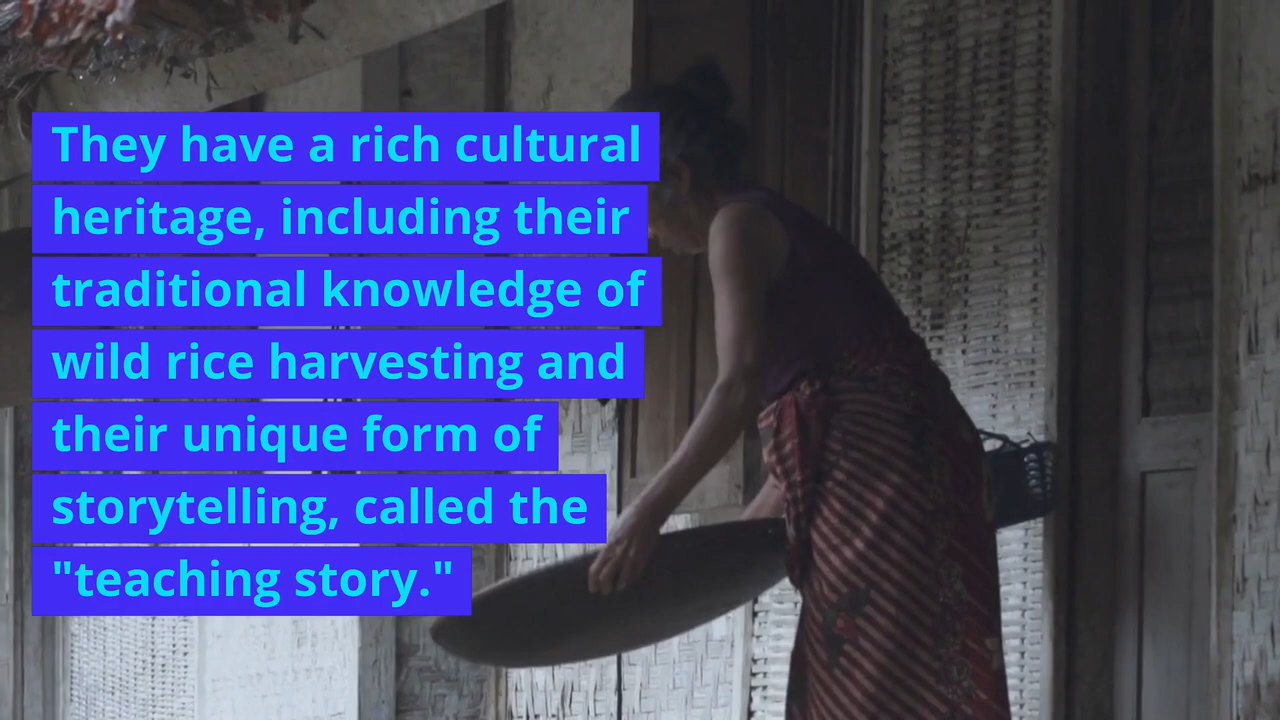 They have a rich cultural
heritage, including their
traditional knowledge of
wild rice harvesting and
their unique form of
storytelling, called the
"teaching story."